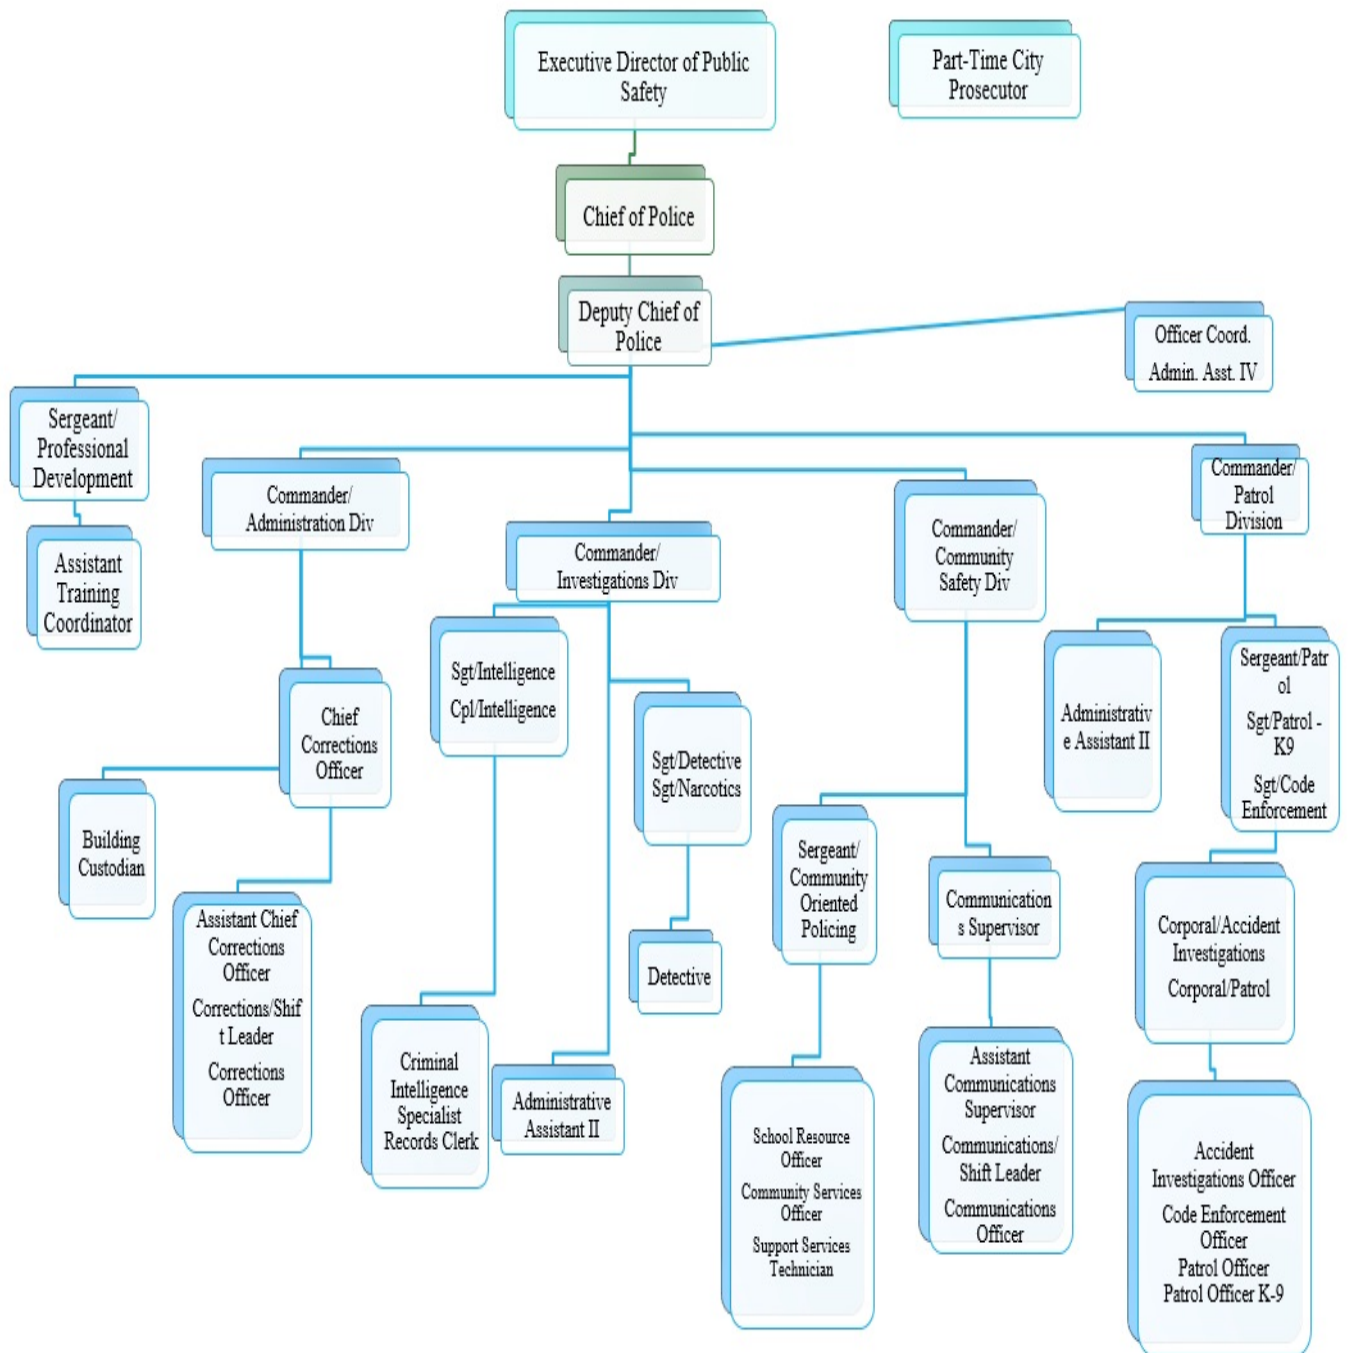 Executive Director of Public
Safety
Part-Time City
Prosecutor
Chief of Police
Deputy Chief of
Police
Officer Coord.
Admin. Asst. IV
Sergeant/
Professional
Development
Assistant
Training
Coordinator
Commander/
Administration Div
Commander/
Investigations Div
Commander/
Community
Safety Div
Commander/
Patrol
Division
Chief
Corrections
Officer
Building
Custodian
Assistant Chief
Corrections
Officer
Corrections/Shif
t Leader
Corrections
Officer
Sgt/Intelligence
Cpl/Intelligence
Sgt/Detective
Sgt/Narcotics
Detective
Criminal
Intelligence
Specialist
Records Clerk
Administrative
Assistant II
Sergeant/
Community
Oriented
Policing
Communication
s Supervisor
School Resource
Officer
Community Services
Officer
Support Services
Technician
Assistant
Communications
Supervisor
Communications/
Shift Leader
Communications
Officer
Administrativ
e Assistant II
Sergeant/Patr
ol
Sgt/Patrol -
K9
Sgt/Code
Enforcement
Corporal/Accident
Investigations
Corporal/Patrol
Accident
Investigations Officer
Code Enforcement
Officer
Patrol Officer
Patrol Officer K-9